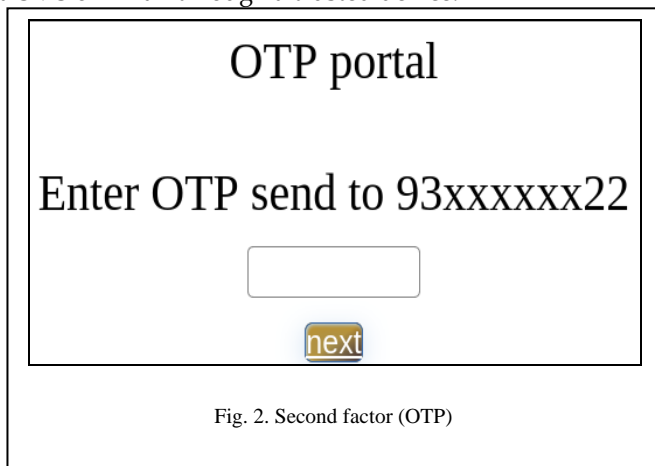 OTP portal
Enter OTP send to 93xxxxxx22
next
Fig. 2. Second factor (OTP)